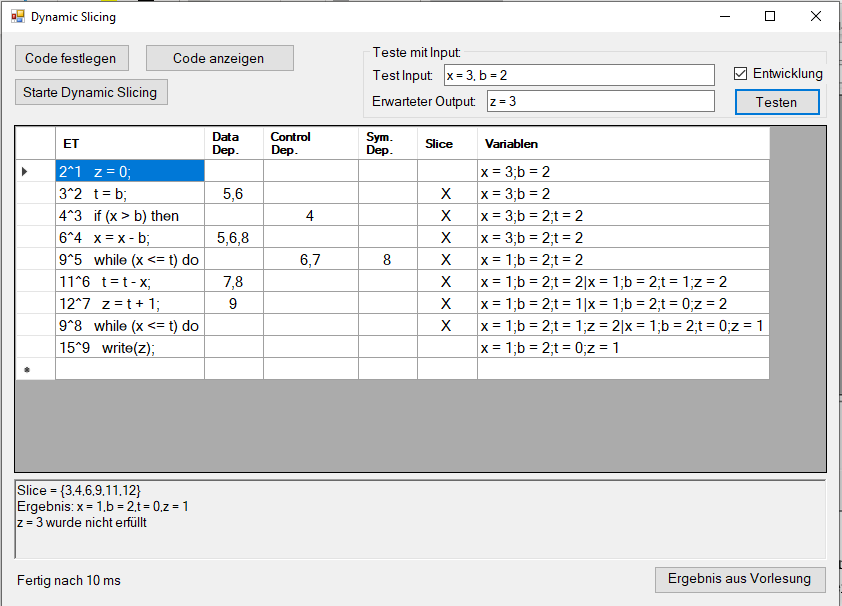 Dynamic Slicing
Code festlegen
Code anzeigen
Starte Dynamic Slicing
Teste mit Input:
Test Input: x = 3, b = 2
Erwarteter Output: z = 3
Entwicklung
Testen
ET Data Dep. Control Dep. Sym. Dep. Slice Variablen
2^1 z = 0; x = 3;b = 2
3^2 t = b; 5,6 X x = 3;b = 2
4^3 if (x > b) then 4 X x = 3;b = 2;t = 2
6^4 x = x - b; 5,6,8 X x = 3;b = 2;t = 2
9^5 while (x <= t) do 6,7 8 X x = 1;b = 2;t = 2
11^6 t = t - x; 7,8 X x = 1;b = 2;t = 2|x = 1;b = 2;t = 1;z = 2
12^7 z = t + 1; 9 X x = 1;b = 2;t = 1|x = 1;b = 2;t = 0;z = 2
9^8 while (x <= t) do X x = 1;b = 2;t = 1;z = 2|x = 1;b = 2;t = 0;z = 1
15^9 write(z); x = 1;b = 2;t = 0;z = 1
Slice = {3,4,6,9,11,12}
Ergebnis: x = 1,b = 2,t = 0,z = 1
z = 3 wurde nicht erfüllt
Fertig nach 10 ms
Ergebnis aus Vorlesung